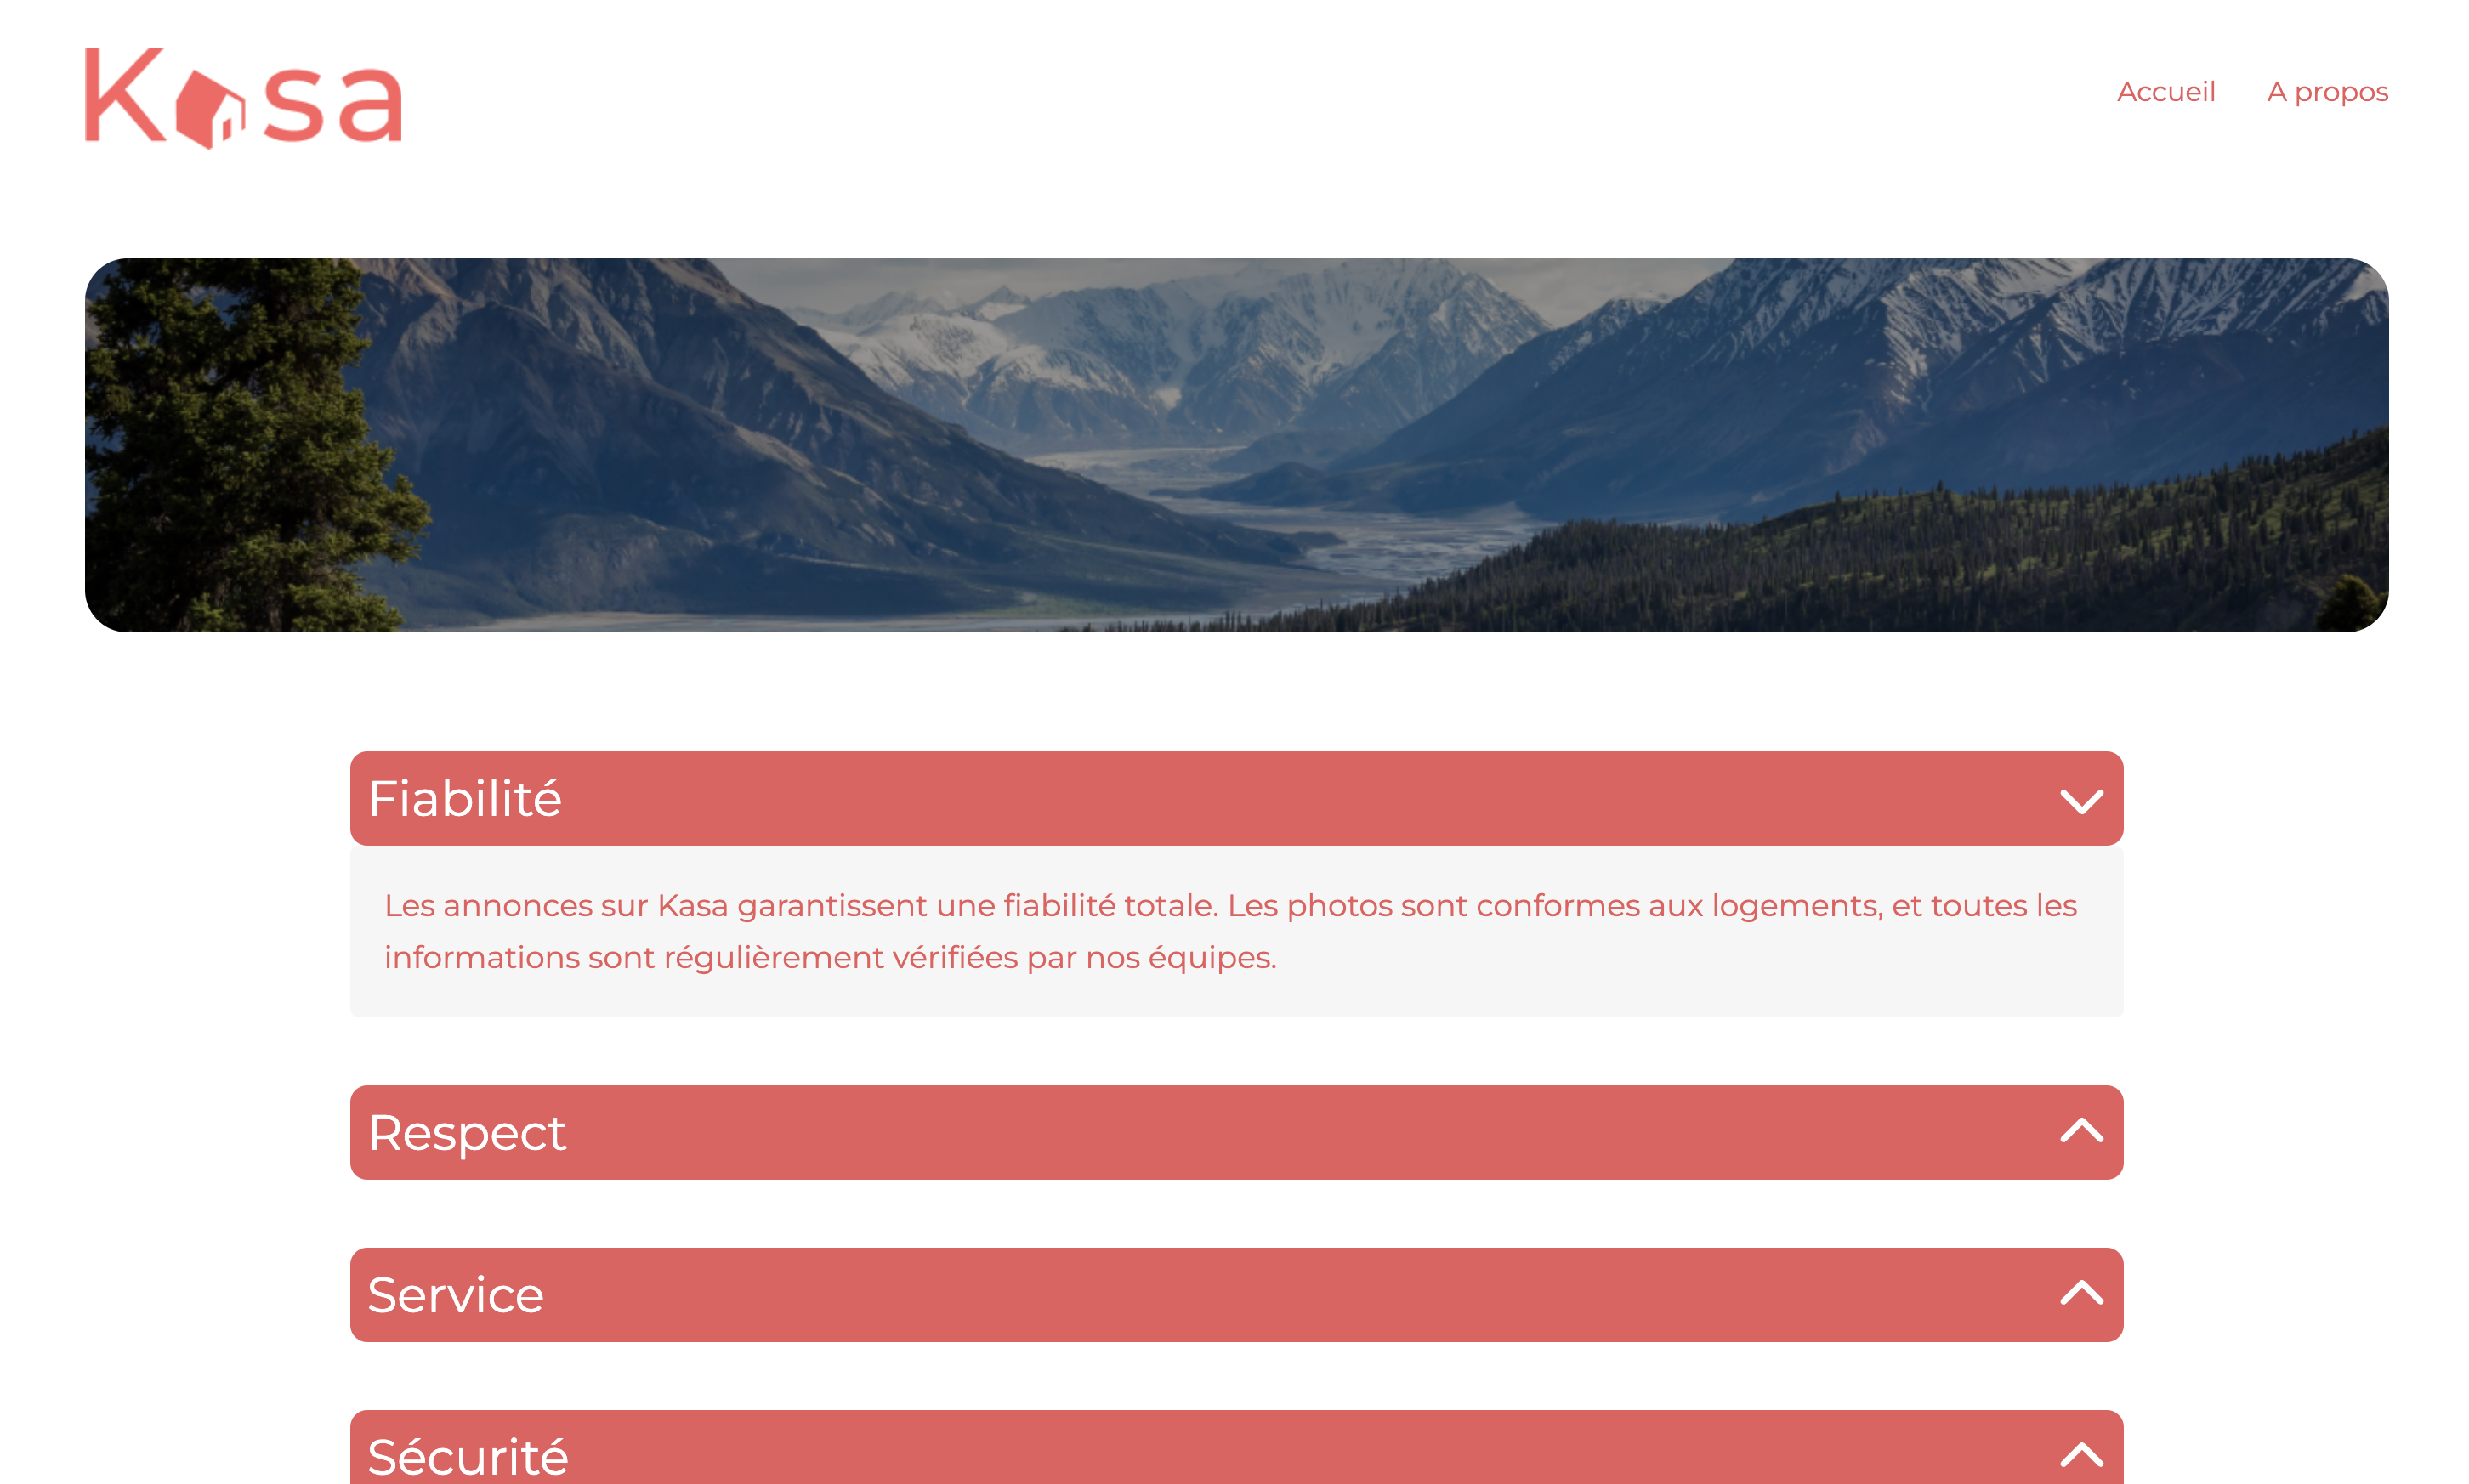 Kasa
Accueil
A propos
Fiabilité
Les annonces sur Kasa garantissent une fiabilité totale. Les photos sont conformes aux logements, et toutes les
informations sont régulièrement vérifiées par nos équipes.
Respect
Service
Sécurité